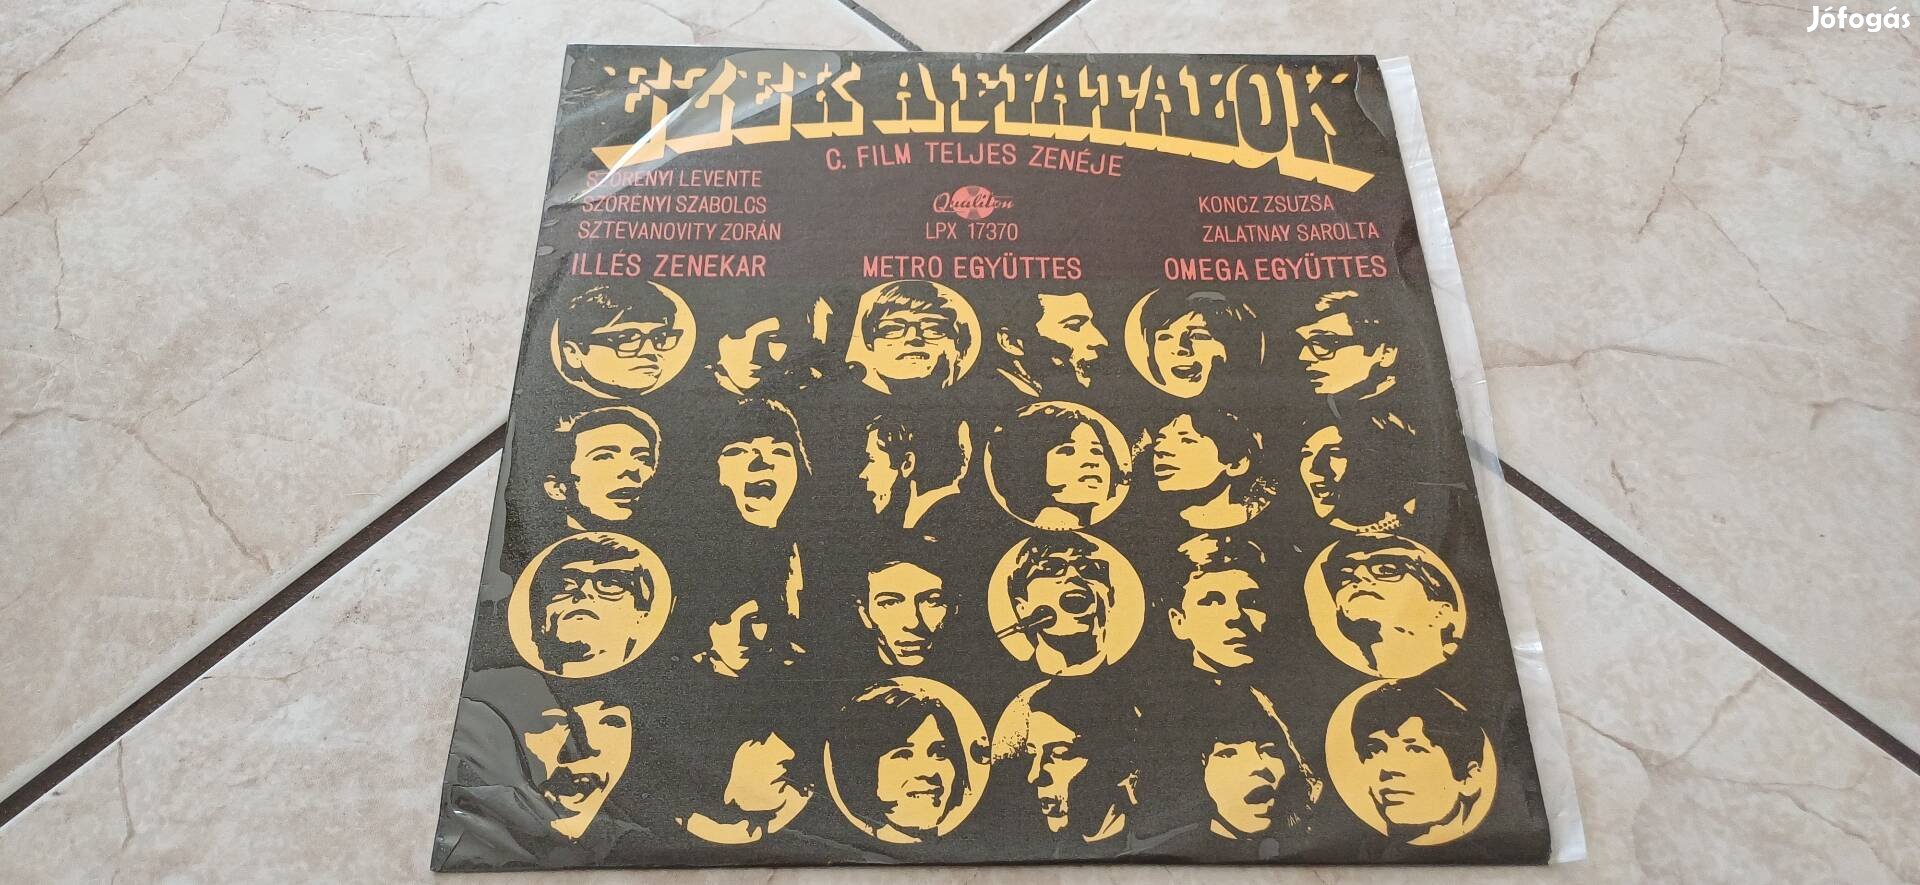 Jófogás
EZEK A FIATALOK
C. FILM TELJES ZENÉJE
SZÖRÉNYI LEVENTE
SZÖRÉNYI SZABOLCS
SZTEVANOVITY ZORÁN
Qualiton
LPX 17370
KONCZ ZSUZSA
ZALATNAY SAROLTA
ILLÉS ZENEKAR
METRO EGYÜTTES
OMEGA EGYÜTTES